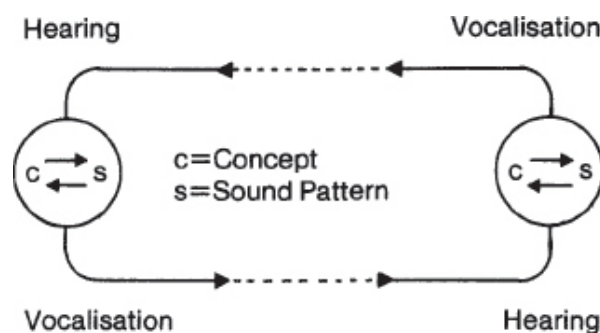 Hearing
Vocalisation
c s
c=Concept
s=Sound Pattern
c s
Vocalisation
Hearing